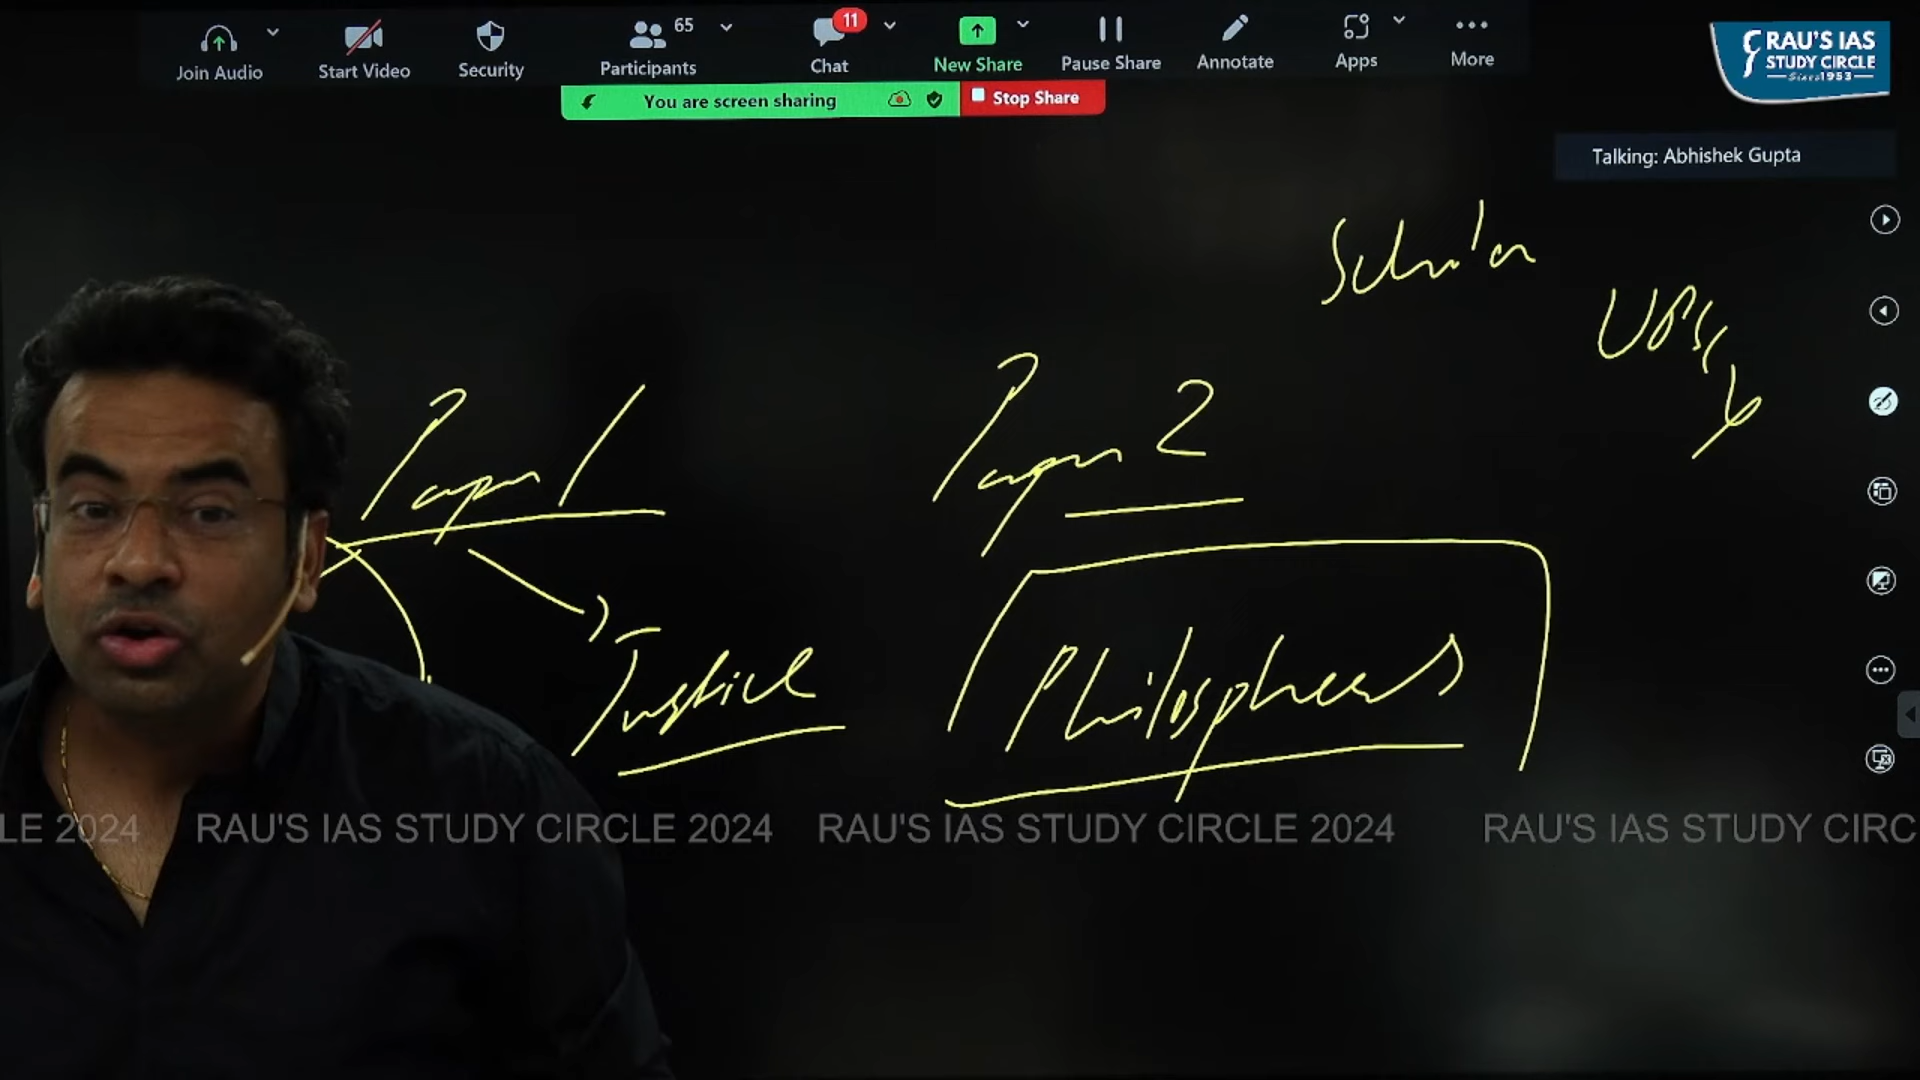 65
11
Join Audio
Start Video
Security
Participants
Chat
New Share
Pause Share
Annotate
Apps
More
You are screen sharing
Stop Share
RAU'S IAS
STUDY CIRCLE
Since 1953
Talking: Abhishek Gupta
UPSC
Paper 1
Paper 2
Justice
Philosphers
LE 2024 RAU'S IAS STUDY CIRCLE 2024 RAU'S IAS STUDY CIRCLE 2024 RAU'S IAS STUDY CIRC